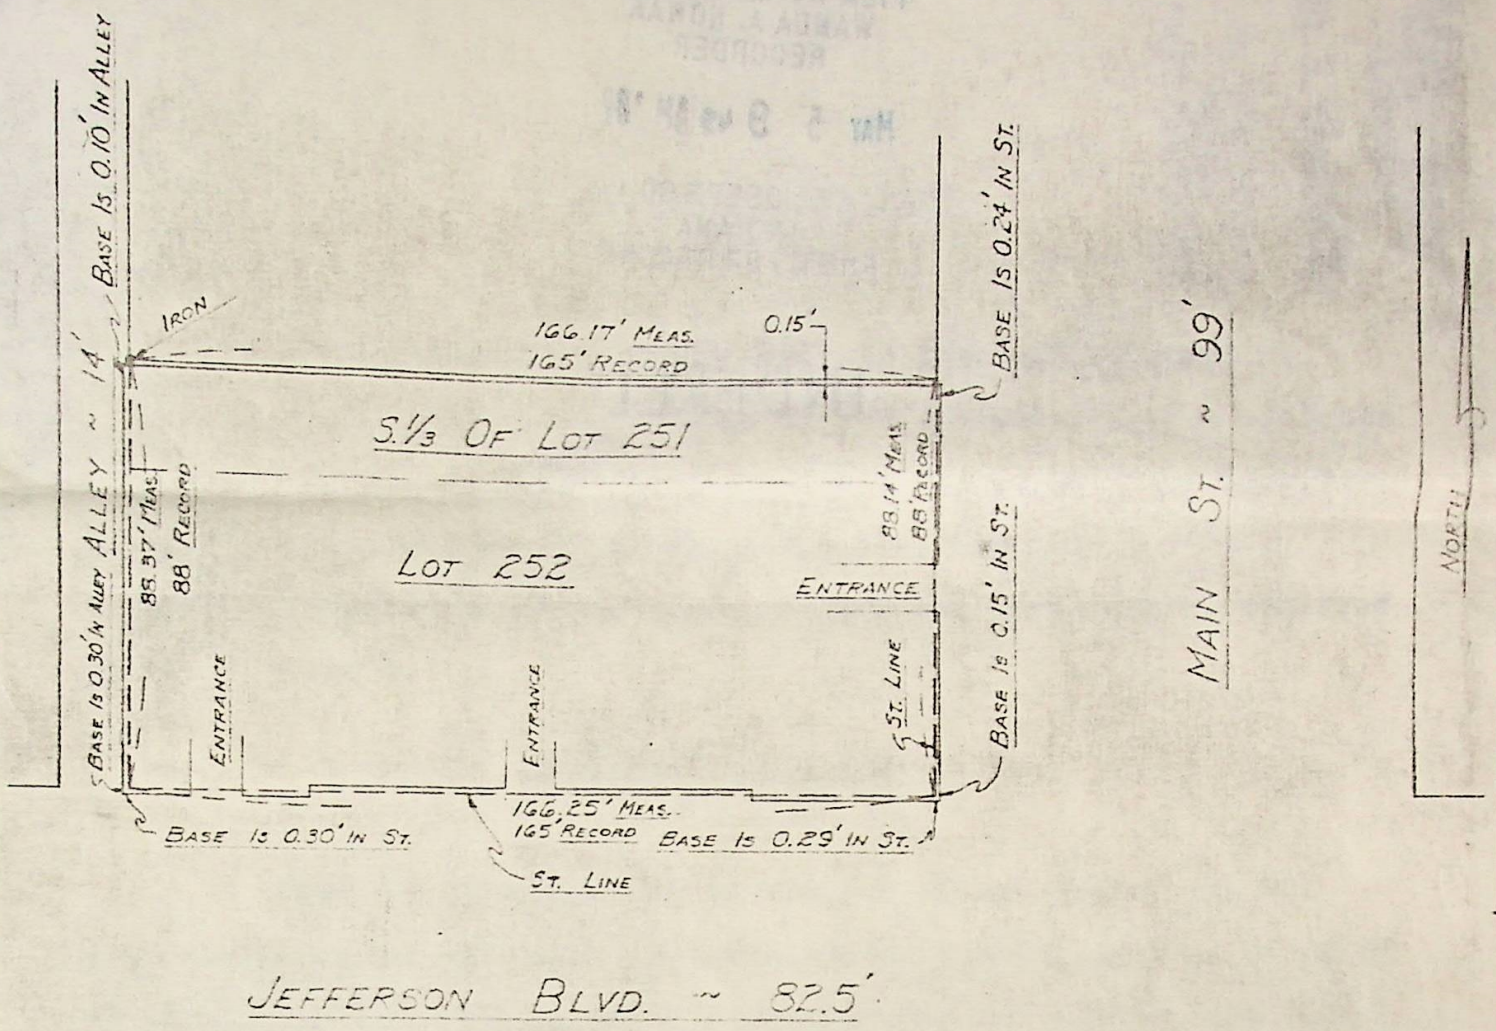 BASE IS 0.10' IN ALLEY
ALLEY ~ 14'
BASE IS 0.30' IN ALLEY
IRON
166.17' MEAS.
165' RECORD
0.15'
BASE IS 0.24' IN ST.
S. 1/3 OF LOT 251
88.37' MEAS.
88' RECORD
88.14' MEAS.
88' RECORD
LOT 252
ENTRANCE
ENTRANCE
ENTRANCE
ST. LINE
BASE IS 0.15' IN ST.
MAIN ST. ~ 99'
NORTH
166.25' MEAS.
165' RECORD
BASE IS 0.30' IN ST.
BASE IS 0.29' IN ST.
ST. LINE
JEFFERSON BLVD. ~ 82.5'